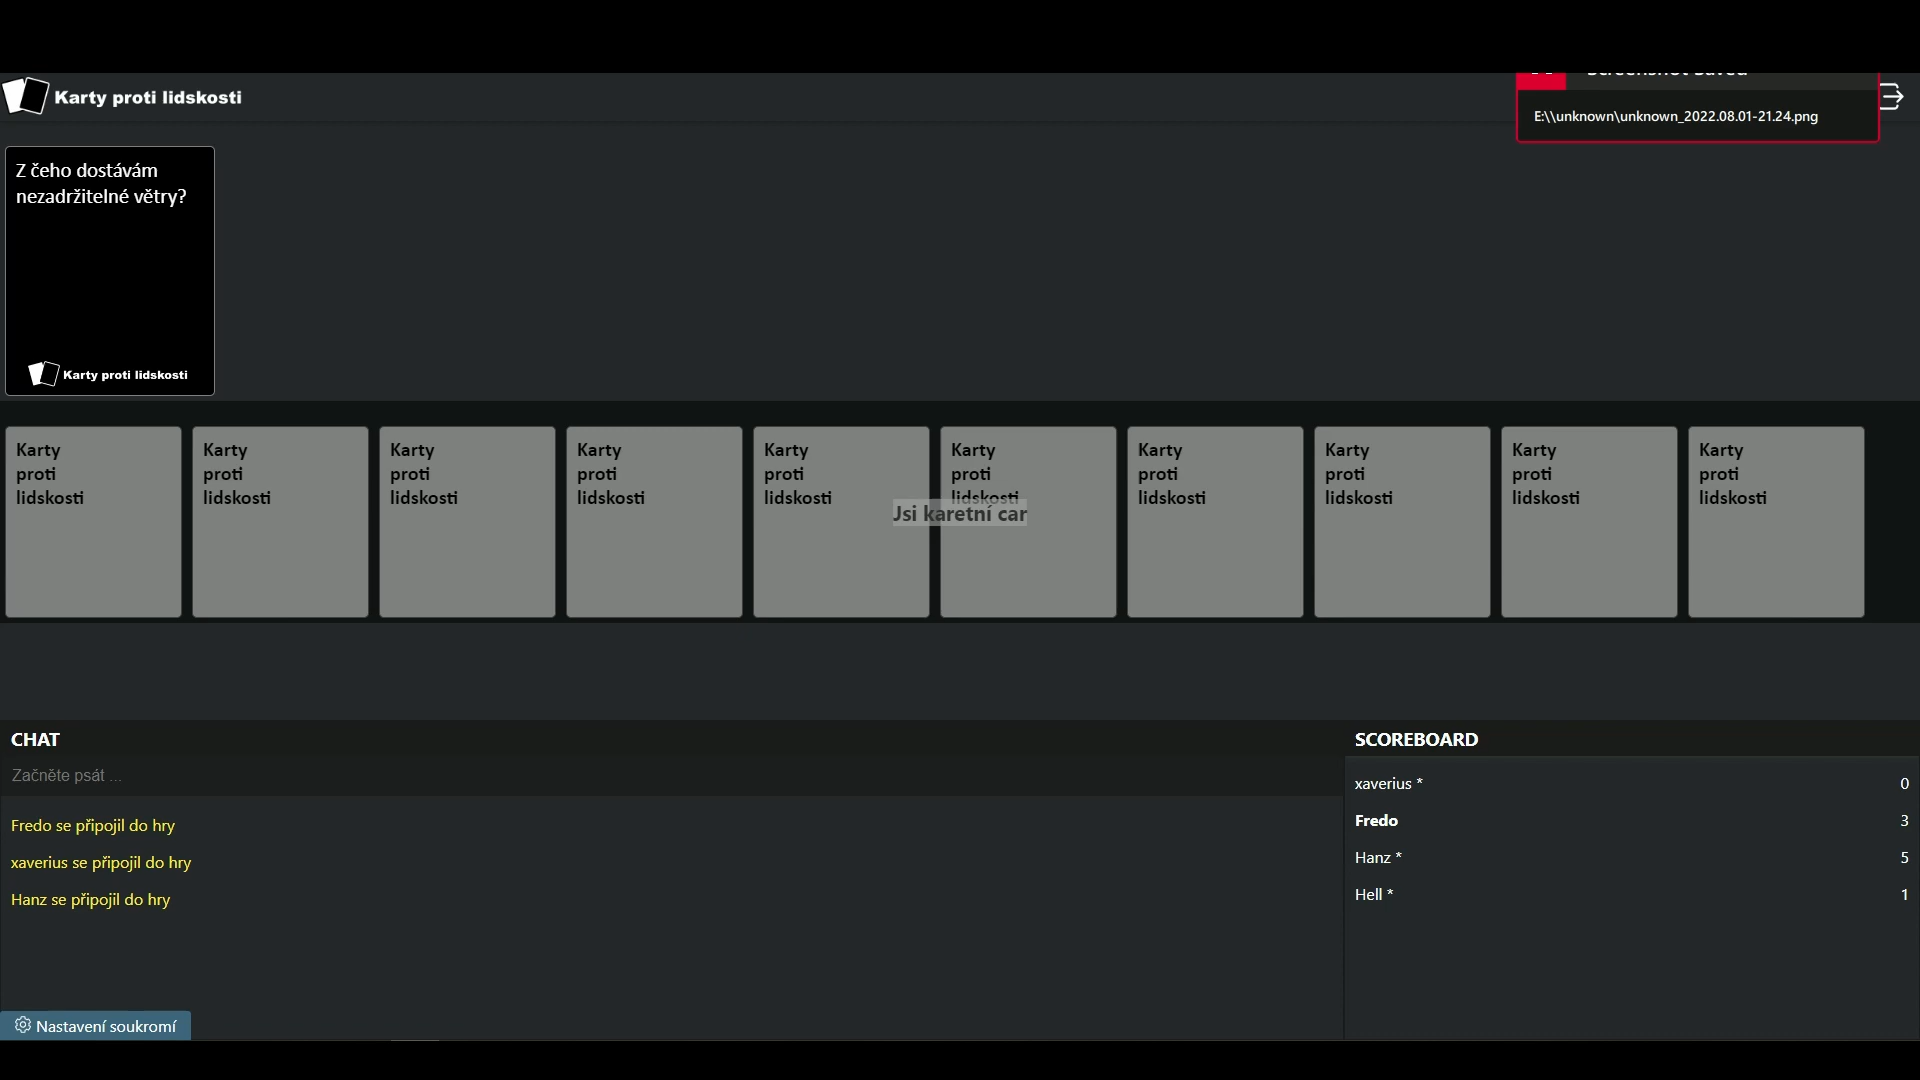 Screenshot Saved
Karty proti lidskosti
E:\\unknown\unknown_2022.08.01-21.24.png
Z čeho dostávám
nezadržitelné větry?
Karty proti lidskosti
Karty
proti
lidskosti
Karty
proti
lidskosti
Karty
proti
lidskosti
Karty
proti
lidskosti
Karty
proti
lidskosti
Karty
proti
lidskosti
Karty
proti
lidskosti
Karty
proti
lidskosti
Karty
proti
lidskosti
Karty
proti
lidskosti
Jsi karetní car
CHAT
Začněte psát ...
Fredo se připojil do hry
xaverius se připojil do hry
Hanz se připojil do hry
Nastavení soukromí
SCOREBOARD
xaverius * 0
Fredo 3
Hanz * 5
Hell * 1